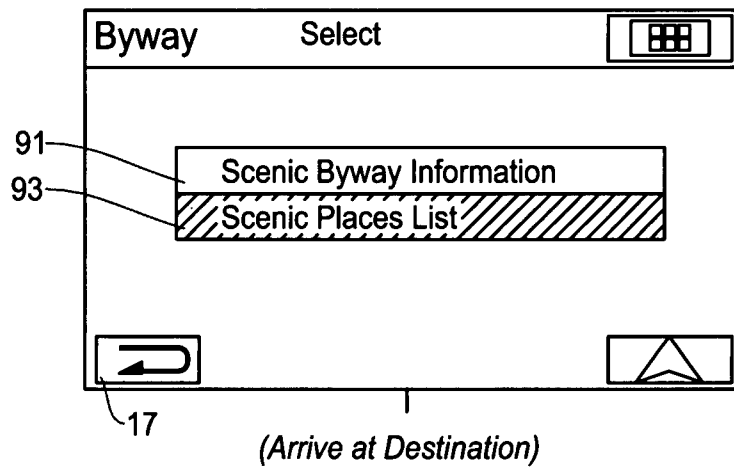 Byway Select
91
Scenic Byway Information
93
Scenic Places List
17
(Arrive at Destination)